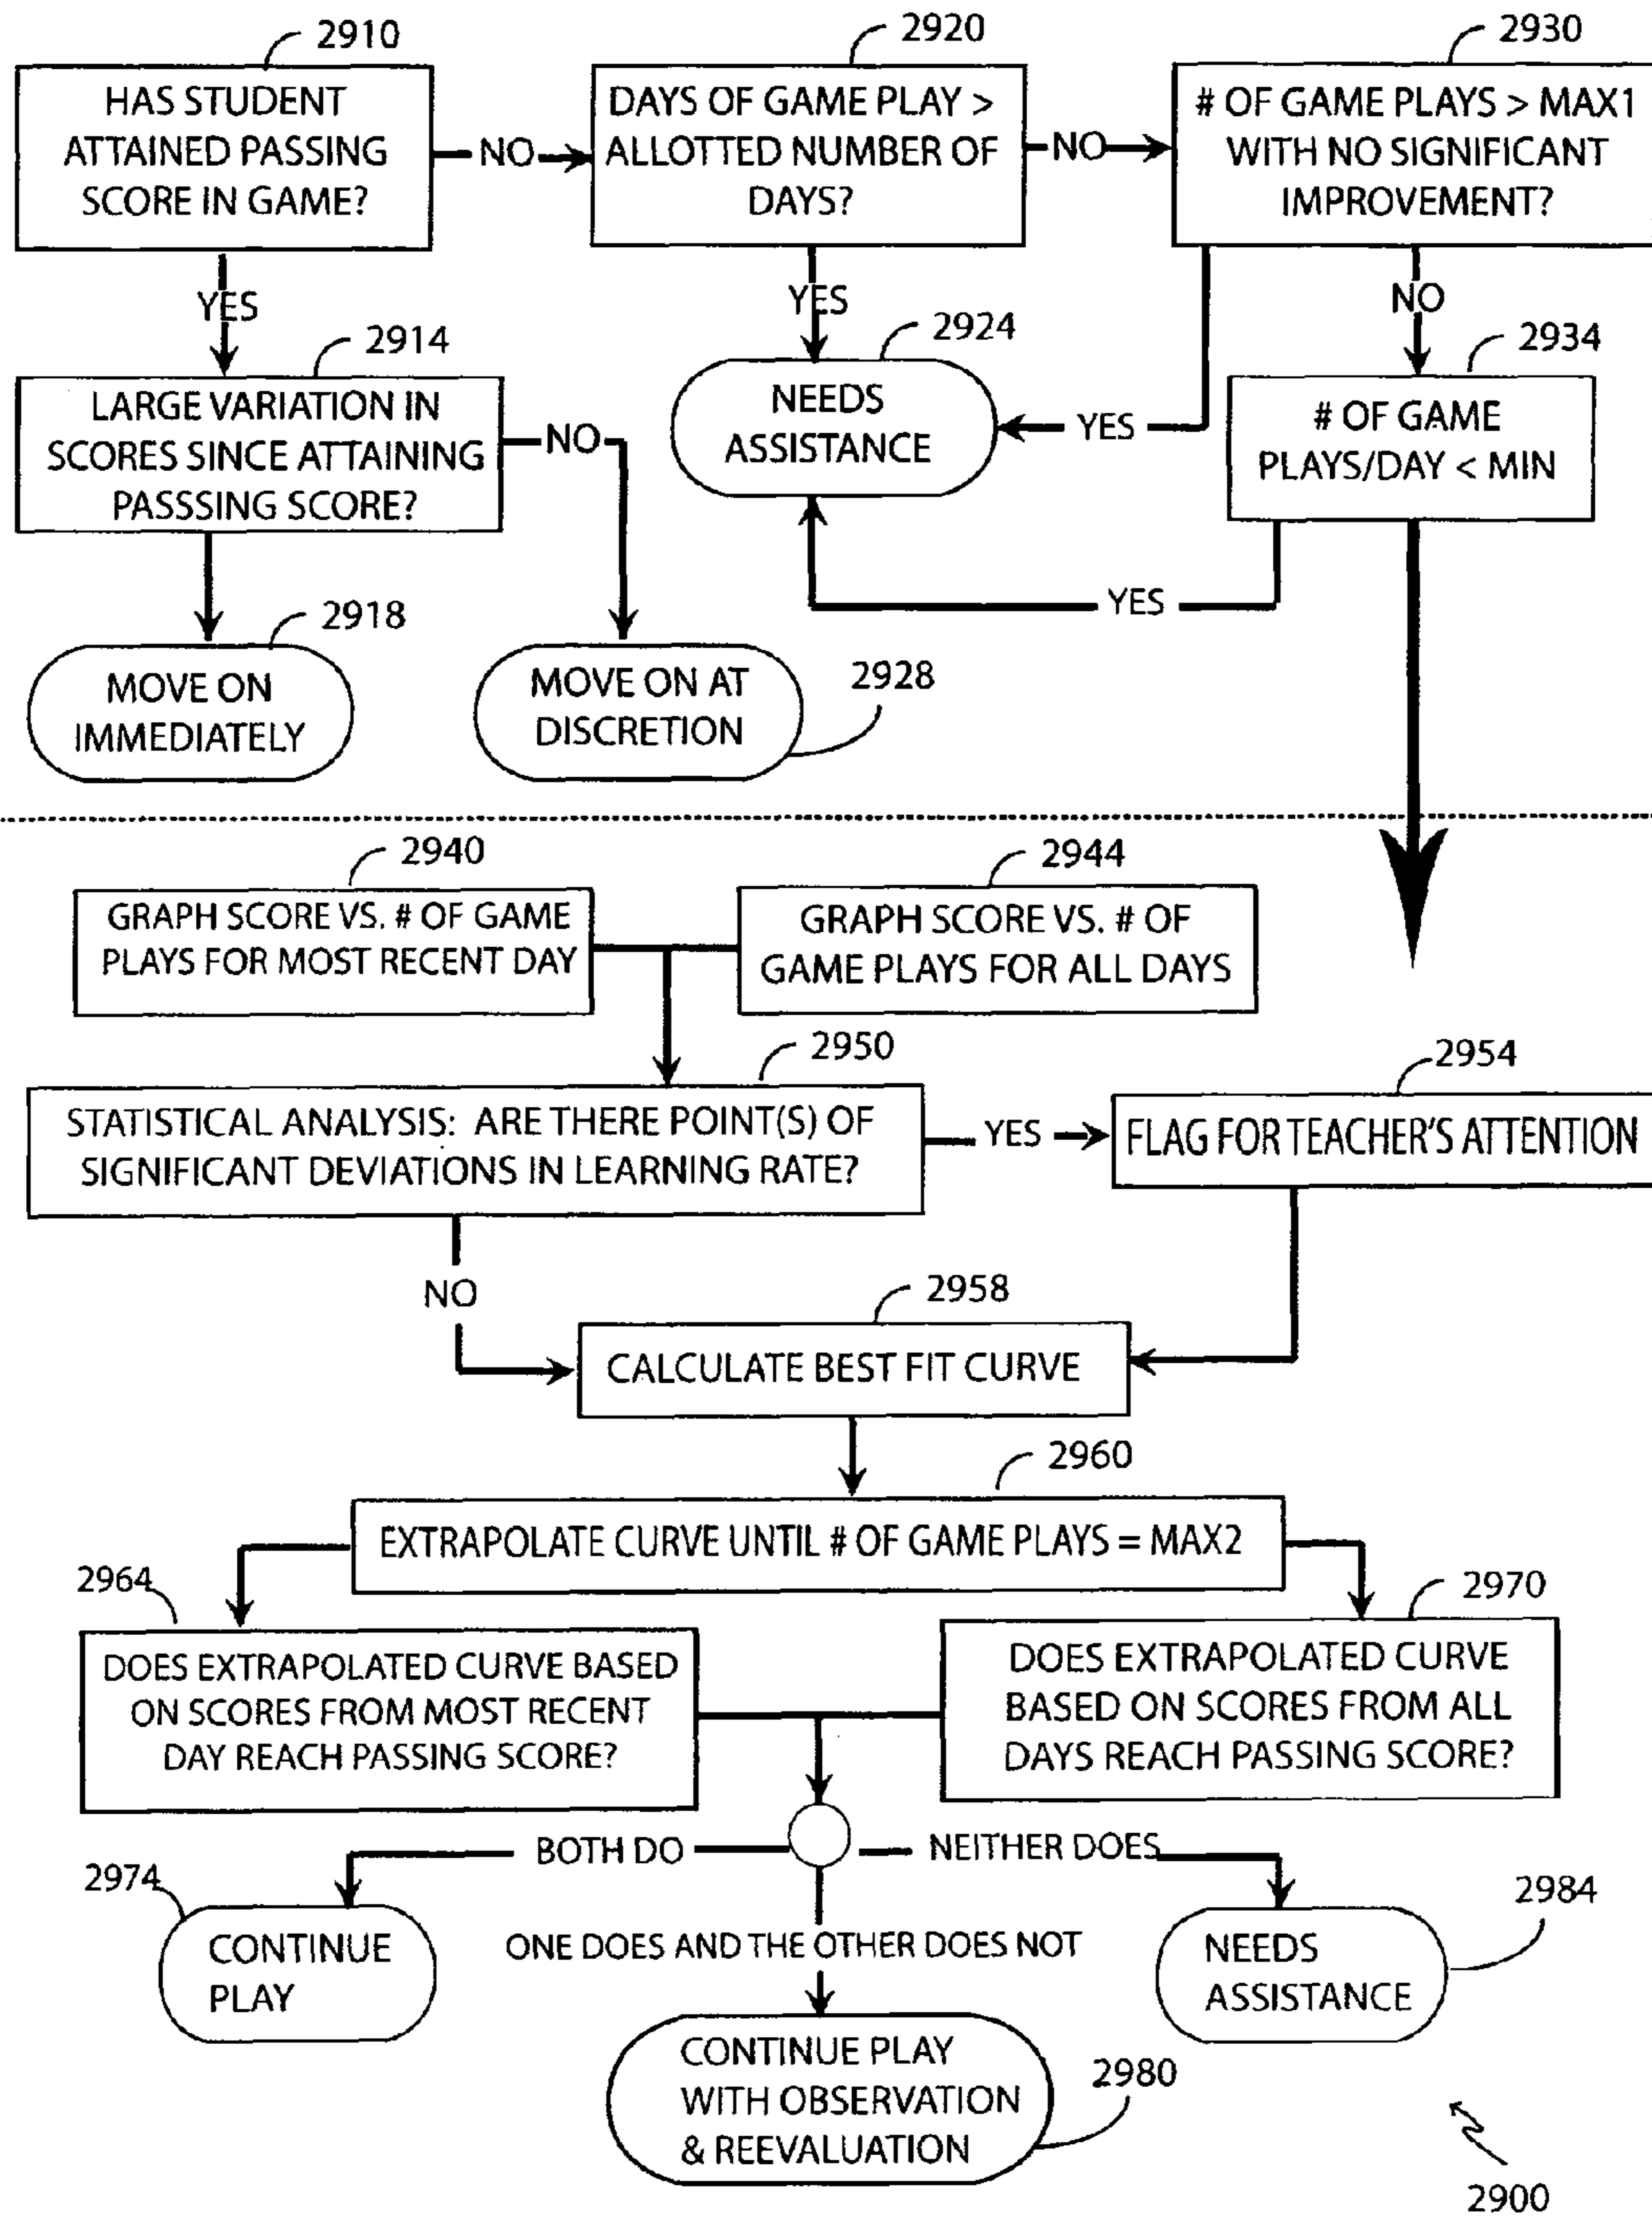 2910
HAS STUDENT
ATTAINED PASSING
SCORE IN GAME?
NO
2920
DAYS OF GAME PLAY >
ALLOTTED NUMBER OF
DAYS?
NO
2930
# OF GAME PLAYS > MAX1
WITH NO SIGNIFICANT
IMPROVEMENT?
YES
YES
NO
2914
LARGE VARIATION IN
SCORES SINCE ATTAINING
PASSSING SCORE?
NO
2924
NEEDS
ASSISTANCE
YES
2934
# OF GAME
PLAYS/DAY < MIN
YES
2918
MOVE ON
IMMEDIATELY
MOVE ON AT
DISCRETION
2928
2940
GRAPH SCORE VS. # OF GAME
PLAYS FOR MOST RECENT DAY
2944
GRAPH SCORE VS. # OF
GAME PLAYS FOR ALL DAYS
2950
STATISTICAL ANALYSIS: ARE THERE POINT(S) OF
SIGNIFICANT DEVIATIONS IN LEARNING RATE?
YES
2954
FLAG FOR TEACHER'S ATTENTION
NO
2958
CALCULATE BEST FIT CURVE
2960
EXTRAPOLATE CURVE UNTIL # OF GAME PLAYS = MAX2
2964
DOES EXTRAPOLATED CURVE BASED
ON SCORES FROM MOST RECENT
DAY REACH PASSING SCORE?
2970
DOES EXTRAPOLATED CURVE
BASED ON SCORES FROM ALL
DAYS REACH PASSING SCORE?
BOTH DO
NEITHER DOES
2974
CONTINUE
PLAY
ONE DOES AND THE OTHER DOES NOT
2984
NEEDS
ASSISTANCE
CONTINUE PLAY
WITH OBSERVATION
& REEVALUATION
2980
2900